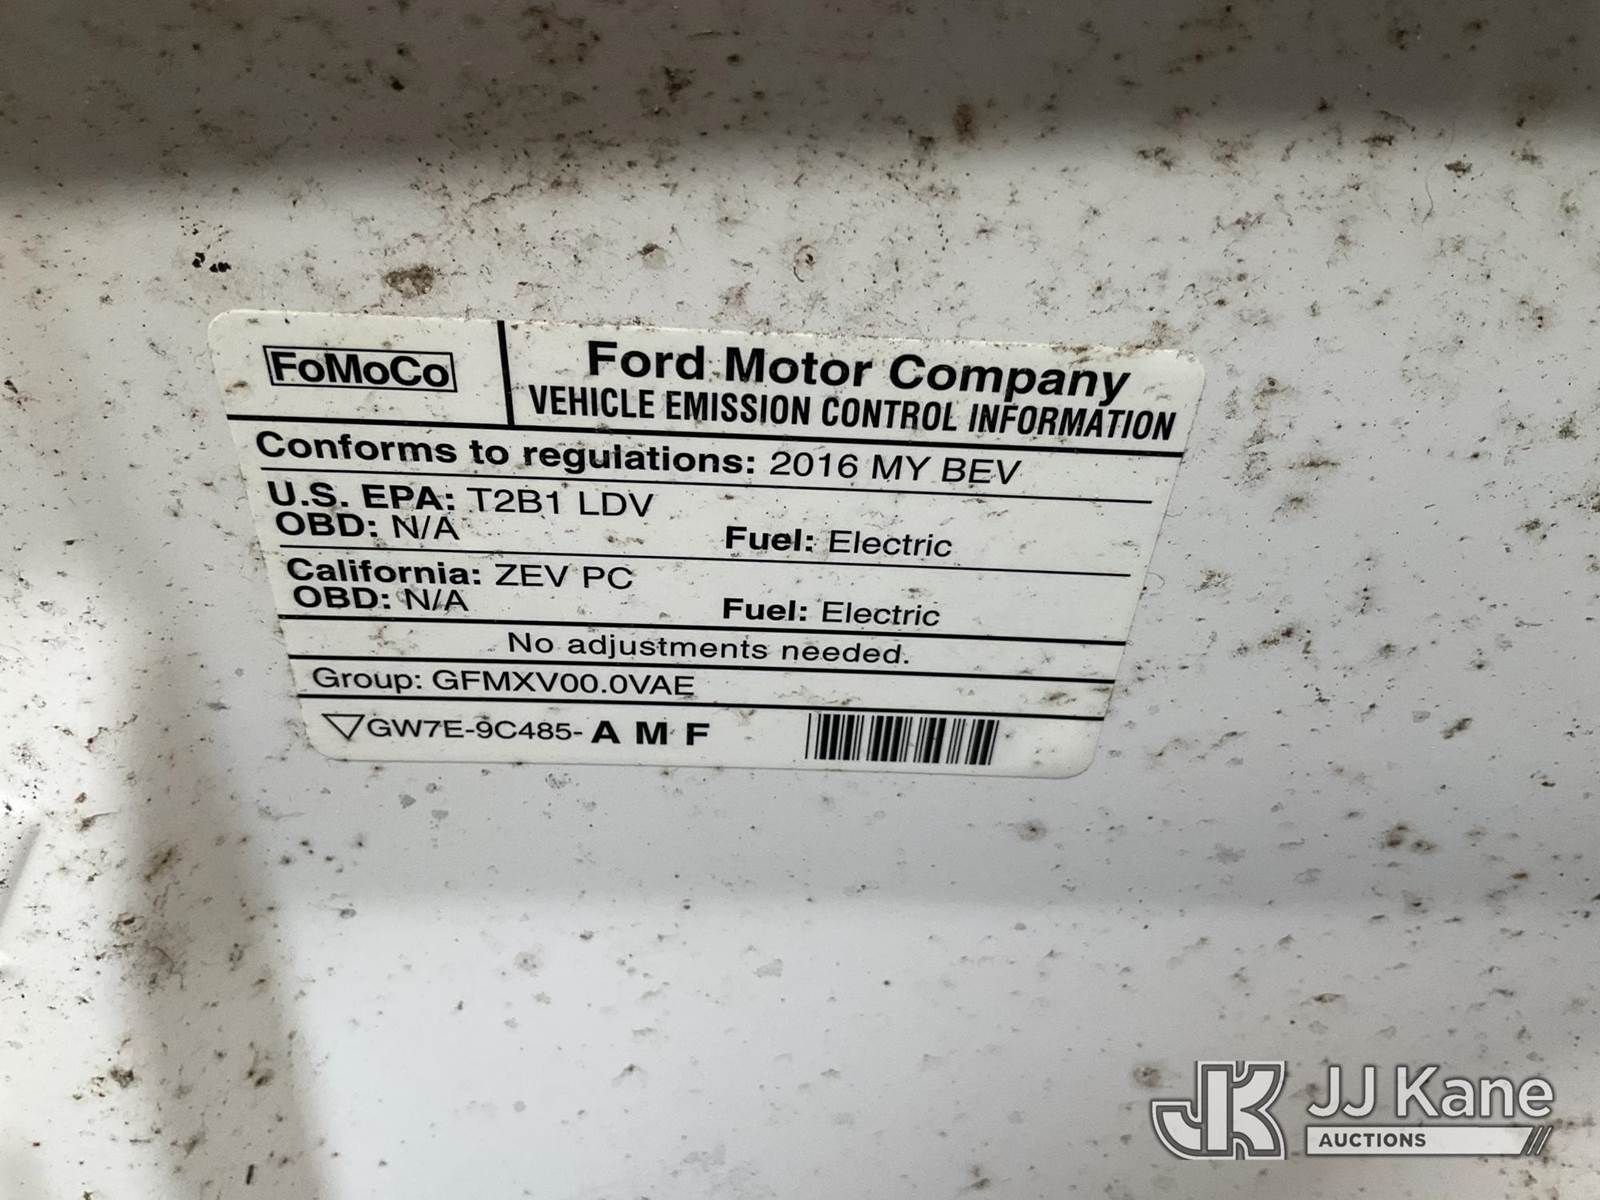 FoMoCo
Ford Motor Company
VEHICLE EMISSION CONTROL INFORMATION
Conforms to regulations: 2016 MY BEV
U.S. EPA: T2B1 LDV
OBD: N/A Fuel: Electric
California: ZEV PC
OBD: N/A Fuel: Electric
No adjustments needed.
Group: GFMXV00.0VAE
GW7E-9C485- A M F
JK JJ Kane
AUCTIONS